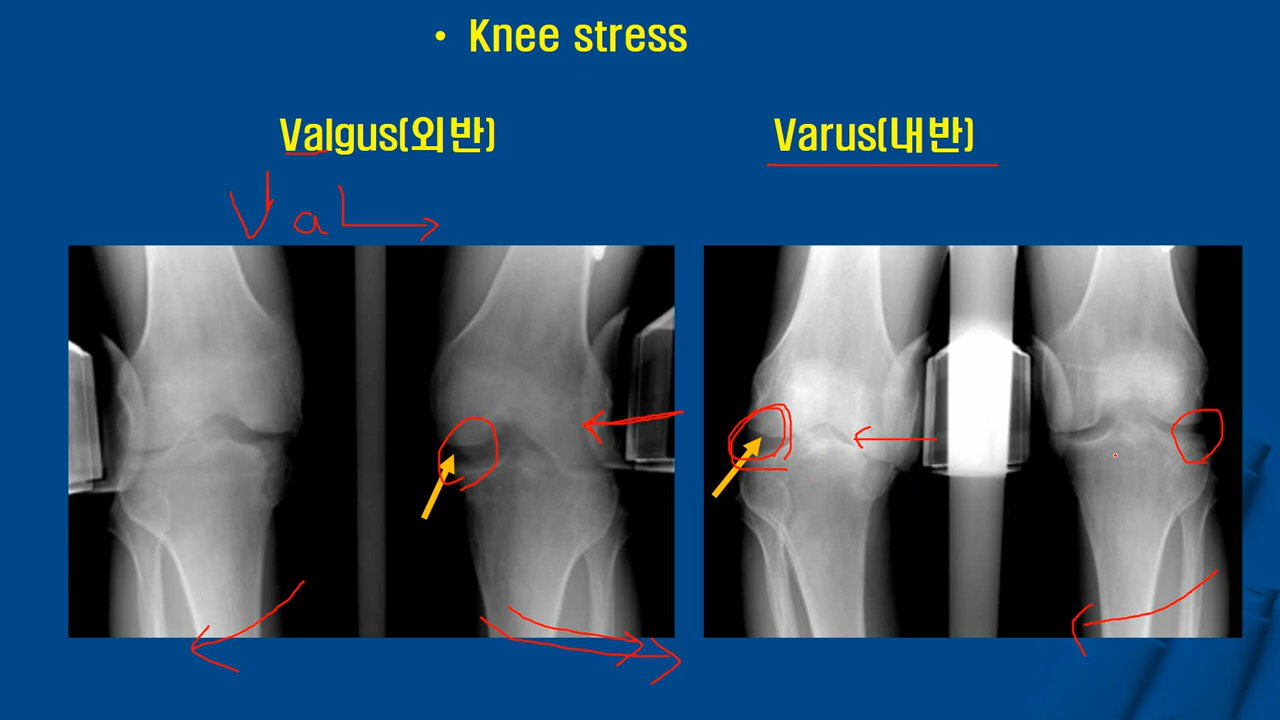 • Knee stress
Valgus(외반)
Varus(내반)
Val